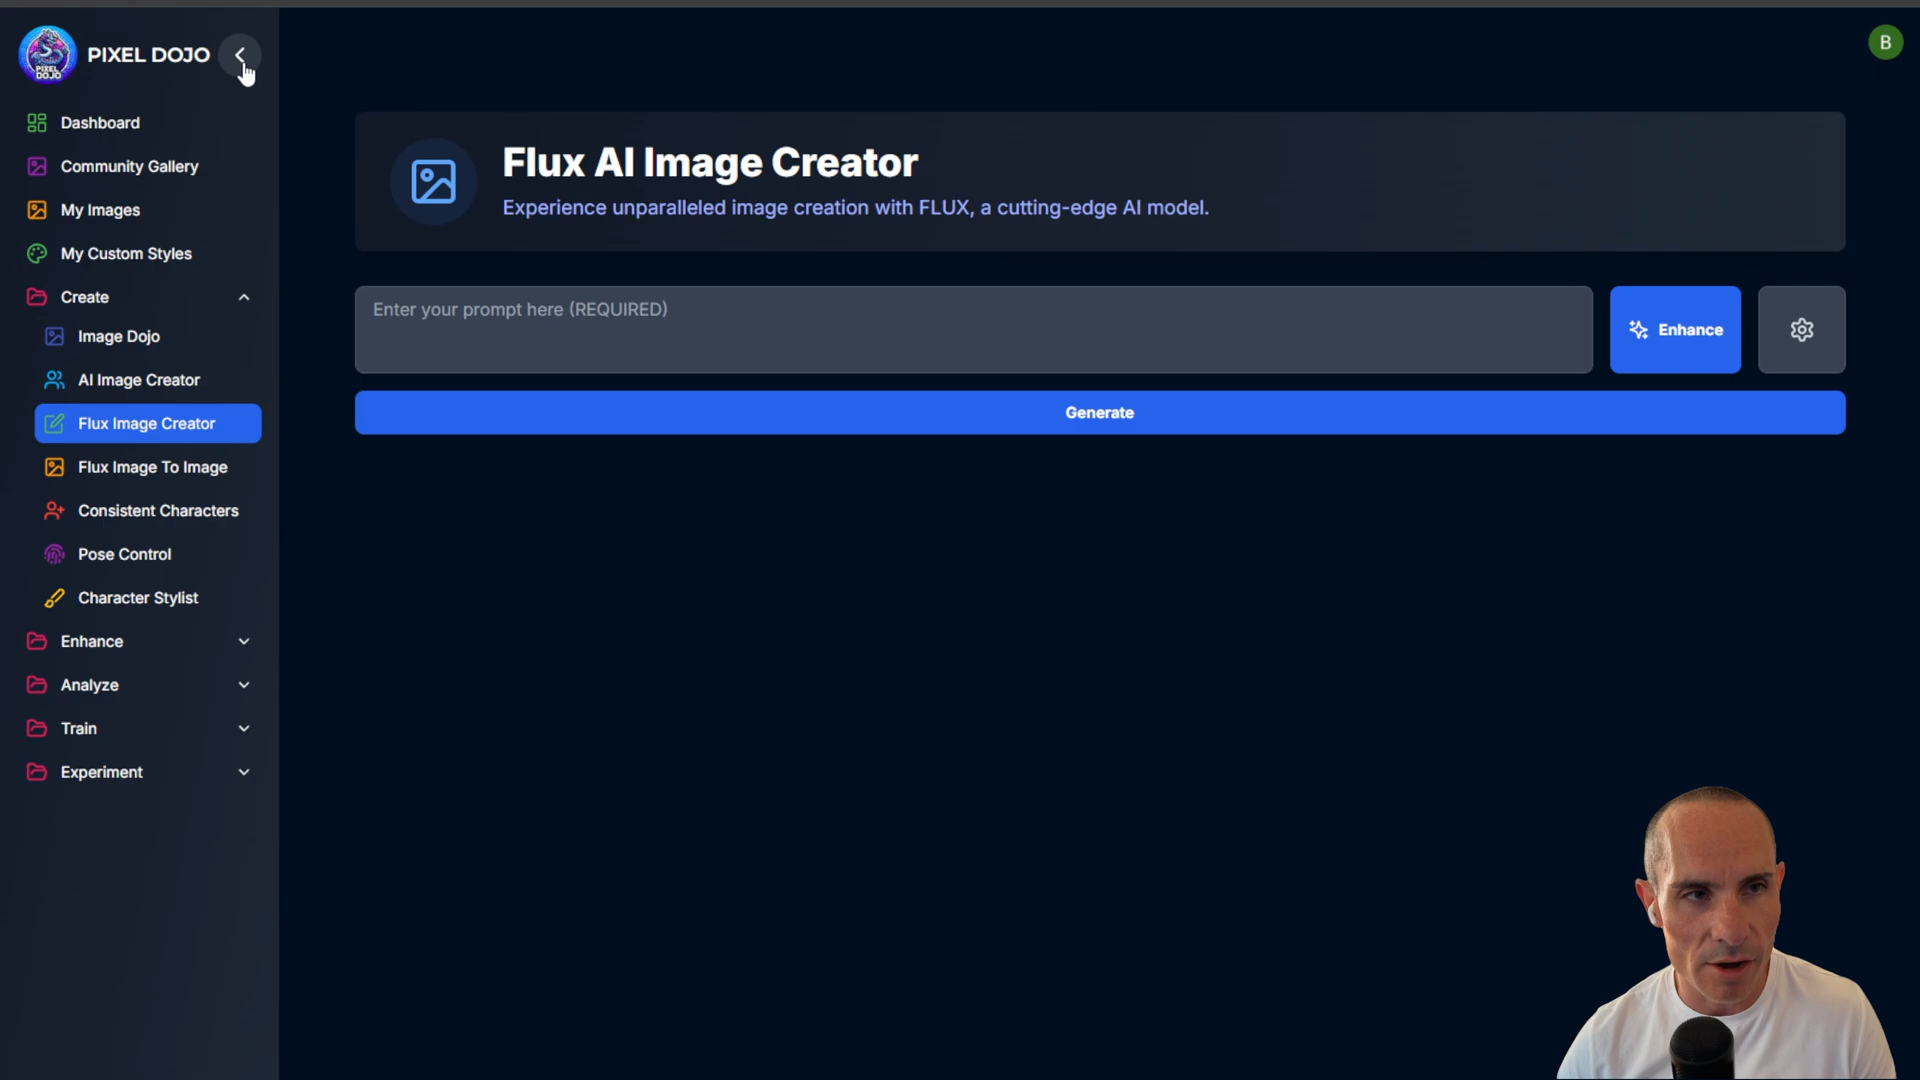 PIXEL DOJO
PIXEL DOJO
B
Dashboard
Community Gallery
My Images
My Custom Styles
Create
Image Dojo
AI Image Creator
Flux Image Creator
Flux Image To Image
Consistent Characters
Pose Control
Character Stylist
Enhance
Analyze
Train
Experiment
Flux AI Image Creator
Experience unparalleled image creation with FLUX, a cutting-edge AI model.
Enter your prompt here (REQUIRED)
Enhance
Generate